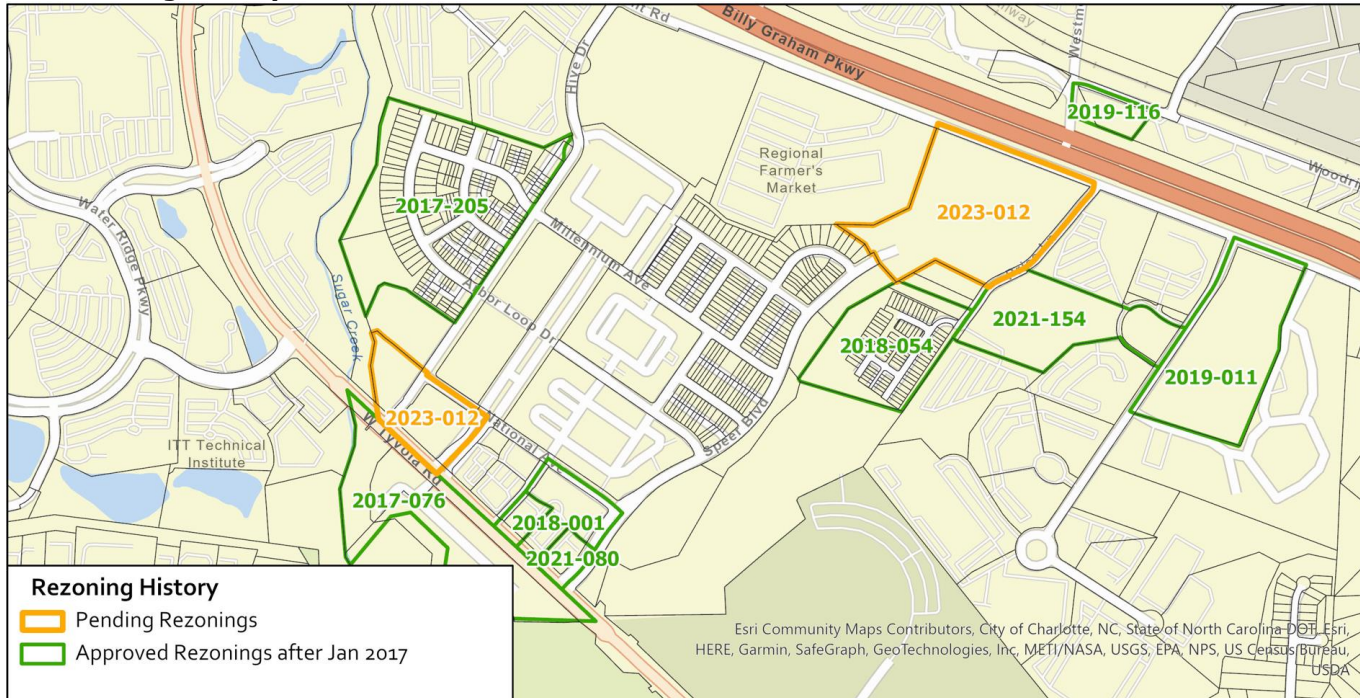 Hive Dr
nt Rd
Billy Graham Pkwy
Westm
2019-116
Woodri
Regional
Farmer's
Market
2017-205
2023-012
Millennium Ave
Water Ridge Pkwy
Sugar Creek
Arbor Loop Dr
2021-154
2018-054
2019-011
2023-012
National Ave
W Tyvola Rd
Speer Blvd
ITT Technical
Institute
2017-076
2018-001
2021-080
Rezoning History
Pending Rezonings
Approved Rezonings after Jan 2017
Esri Community Maps Contributors, City of Charlotte, NC, State of North Carolina DOT, Esri,
HERE, Garmin, SafeGraph, GeoTechnologies, Inc, METI/NASA, USGS, EPA, NPS, US Census Bureau,
USDA